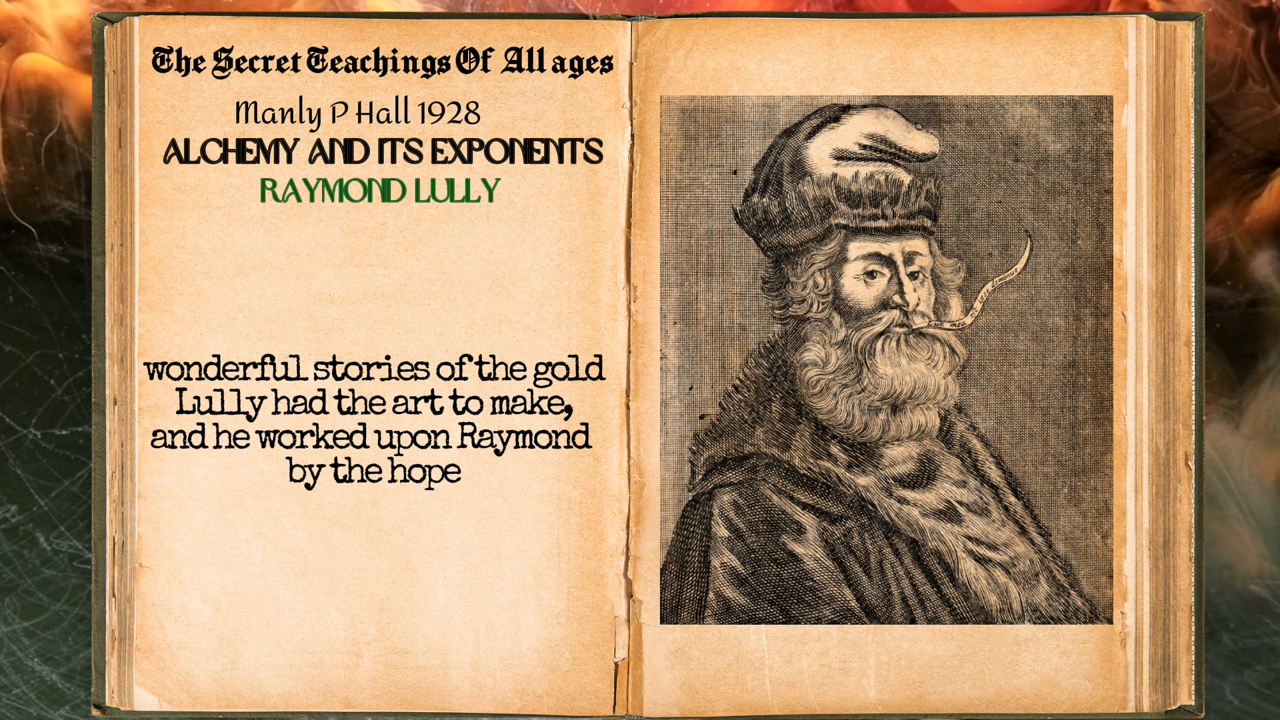 The Secret Teachings Of All ages
Manly P Hall 1928
ALCHEMY AND ITS EXPONENTS
RAYMOND LULLY
wonderful stories of the gold
Lully had the art to make,
and he worked upon Raymond
by the hope